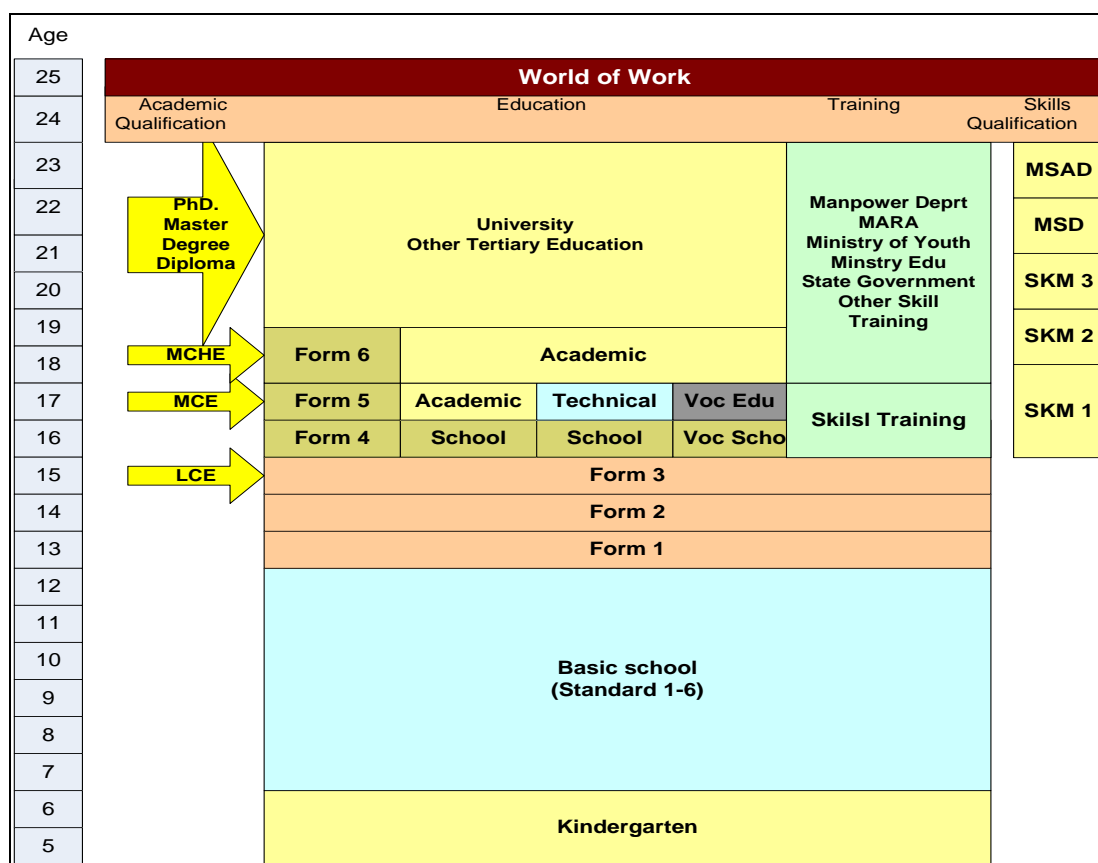 Age
25
World of Work
24
Academic
Qualification
Education
Training
Skills
Qualification
23
MSAD
22
PhD.
Master
Degree
Diploma
University
Other Tertiary Education
Manpower Deprt
MARA
Ministry of Youth
Minstry Edu
State Government
Other Skill
Training
MSD
21
20
SKM 3
19
SKM 2
18
MCHE
Form 6
Academic
17
MCE
Form 5
Academic
Technical
Voc Edu
Skilsl Training
SKM 1
16
Form 4
School
School
Voc Scho
15
LCE
Form 3
14
Form 2
13
Form 1
12
11
10
Basic school
(Standard 1-6)
9
8
7
6
Kindergarten
5